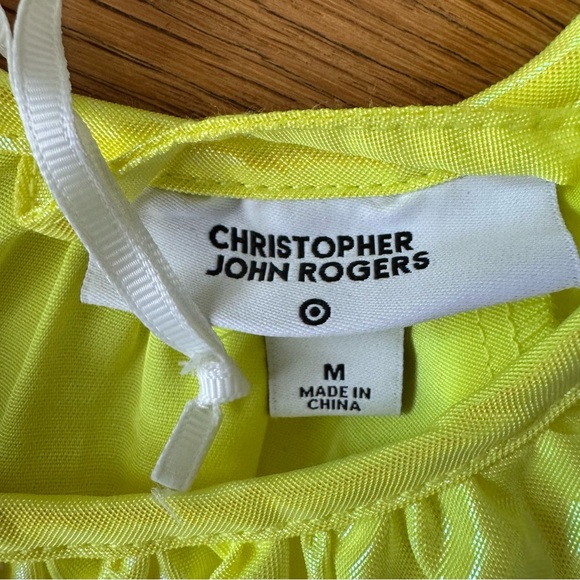 CHRISTOPHER
JOHN ROGERS
M
MADE IN
CHINA